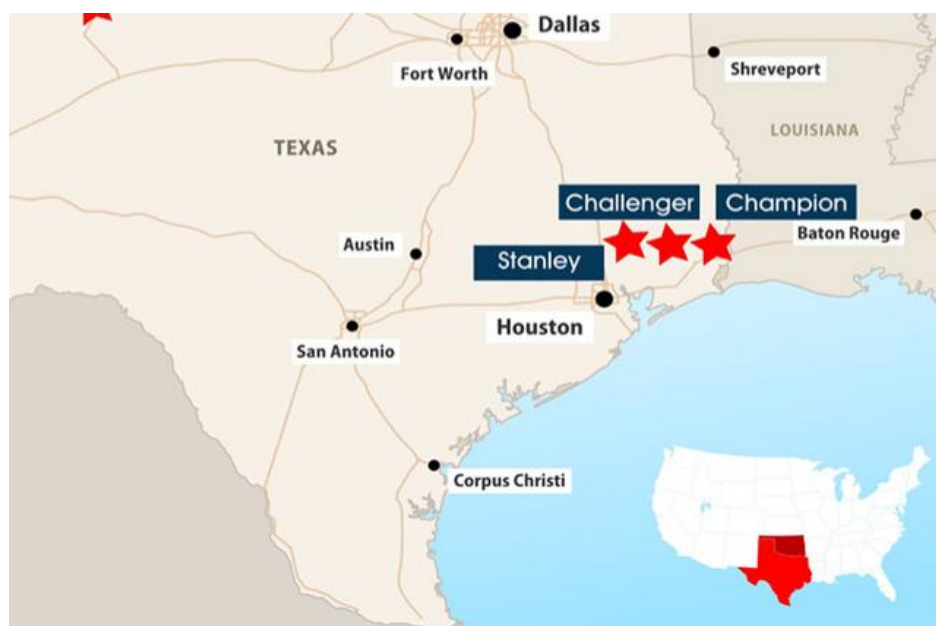 Dallas
Fort Worth
Shreveport
LOUISIANA
TEXAS
Challenger
Champion
Baton Rouge
Austin
Stanley
Houston
San Antonio
Corpus Christi